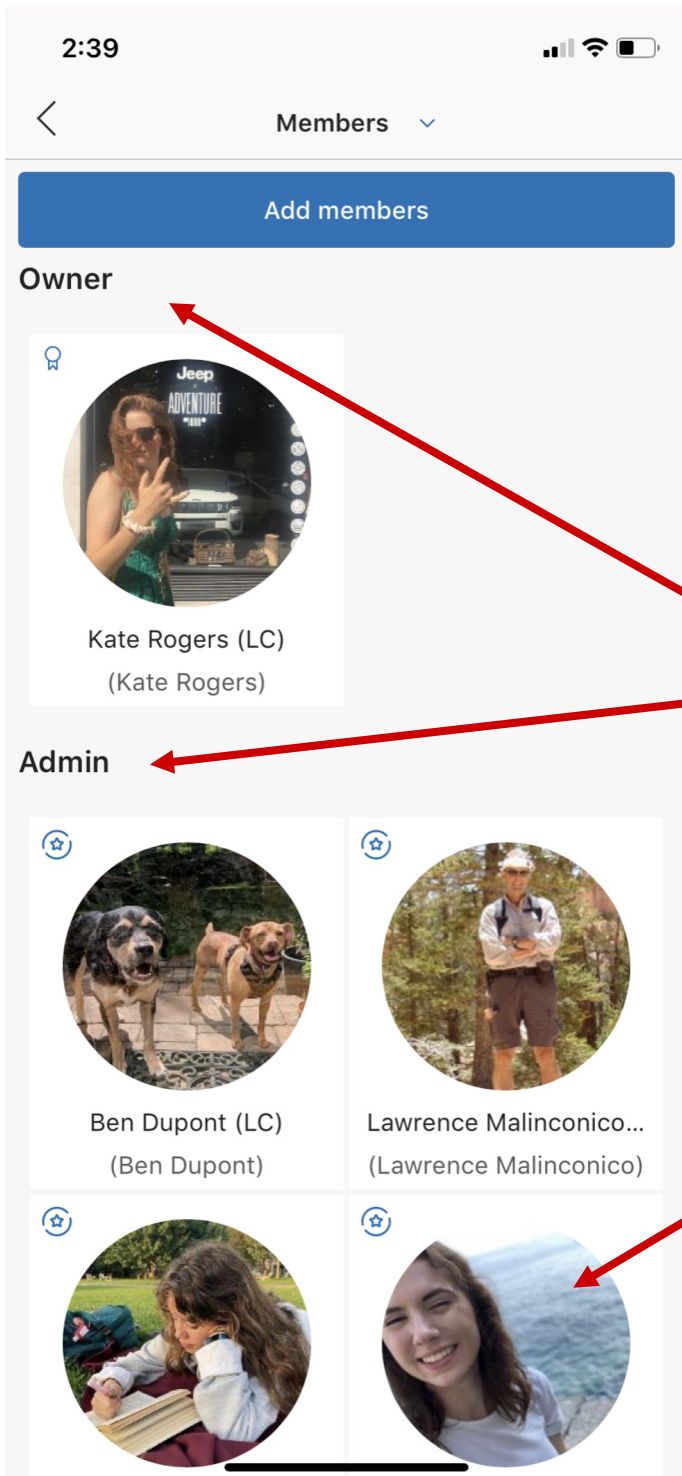 2:39
Members
Add members
Owner
Jeep
ADVENTURE
Kate Rogers (LC)
(Kate Rogers)
Admin
Ben Dupont (LC)
(Ben Dupont)
Lawrence Malinconico...
(Lawrence Malinconico)